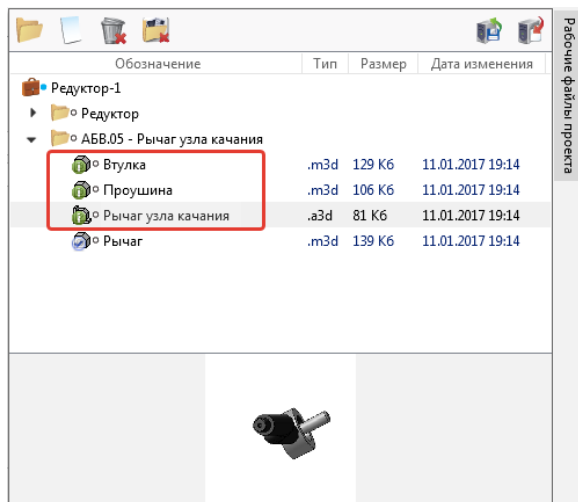 Обозначение Тип Размер Дата изменения
Редуктор-1
Редуктор
АБВ.05 - Рычаг узла качания
Втулка .m3d 129 Кб 11.01.2017 19:14
Проушина .m3d 106 Кб 11.01.2017 19:14
Рычаг узла качания .a3d 81 Кб 11.01.2017 19:14
Рычаг .m3d 139 Кб 11.01.2017 19:14
Рабочие файлы проекта